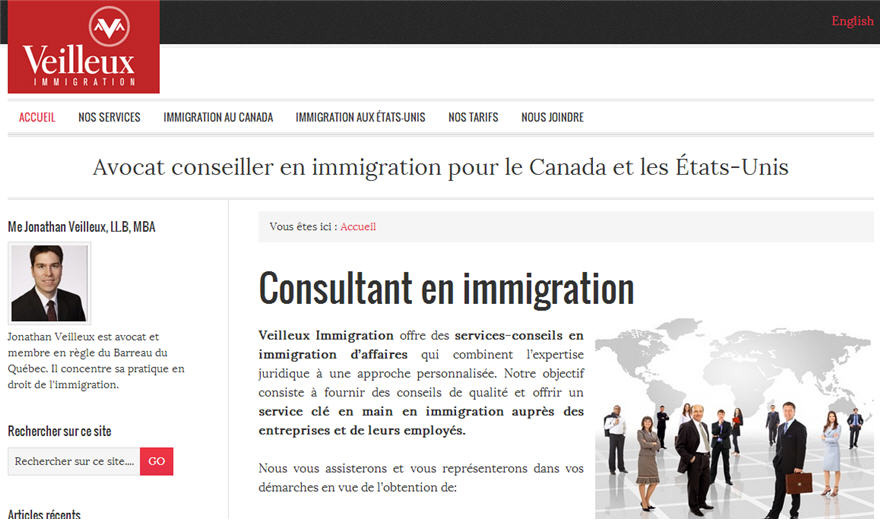 English
Veilleux
IMMIGRATION
ACCUEIL NOS SERVICES IMMIGRATION AU CANADA IMMIGRATION AUX ÉTATS-UNIS NOS TARIFS NOUS JOINDRE
Avocat conseiller en immigration pour le Canada et les États-Unis
Me Jonathan Veilleux, LL.B, MBA
Jonathan Veilleux est avocat et
membre en règle du Barreau du
Québec. Il concentre sa pratique en
droit de l'immigration.
Rechercher sur ce site
Rechercher sur ce site.... GO
Articles récents
Vous êtes ici : Accueil
Consultant en immigration
Veilleux Immigration offre des services-conseils en
immigration d'affaires qui combinent l'expertise
juridique à une approche personnalisée. Notre objectif
consiste à fournir des conseils de qualité et offrir un
service clé en main en immigration auprès des
entreprises et de leurs employés.
Nous vous assisterons et vous représenterons dans vos
démarches en vue de l'obtention de: